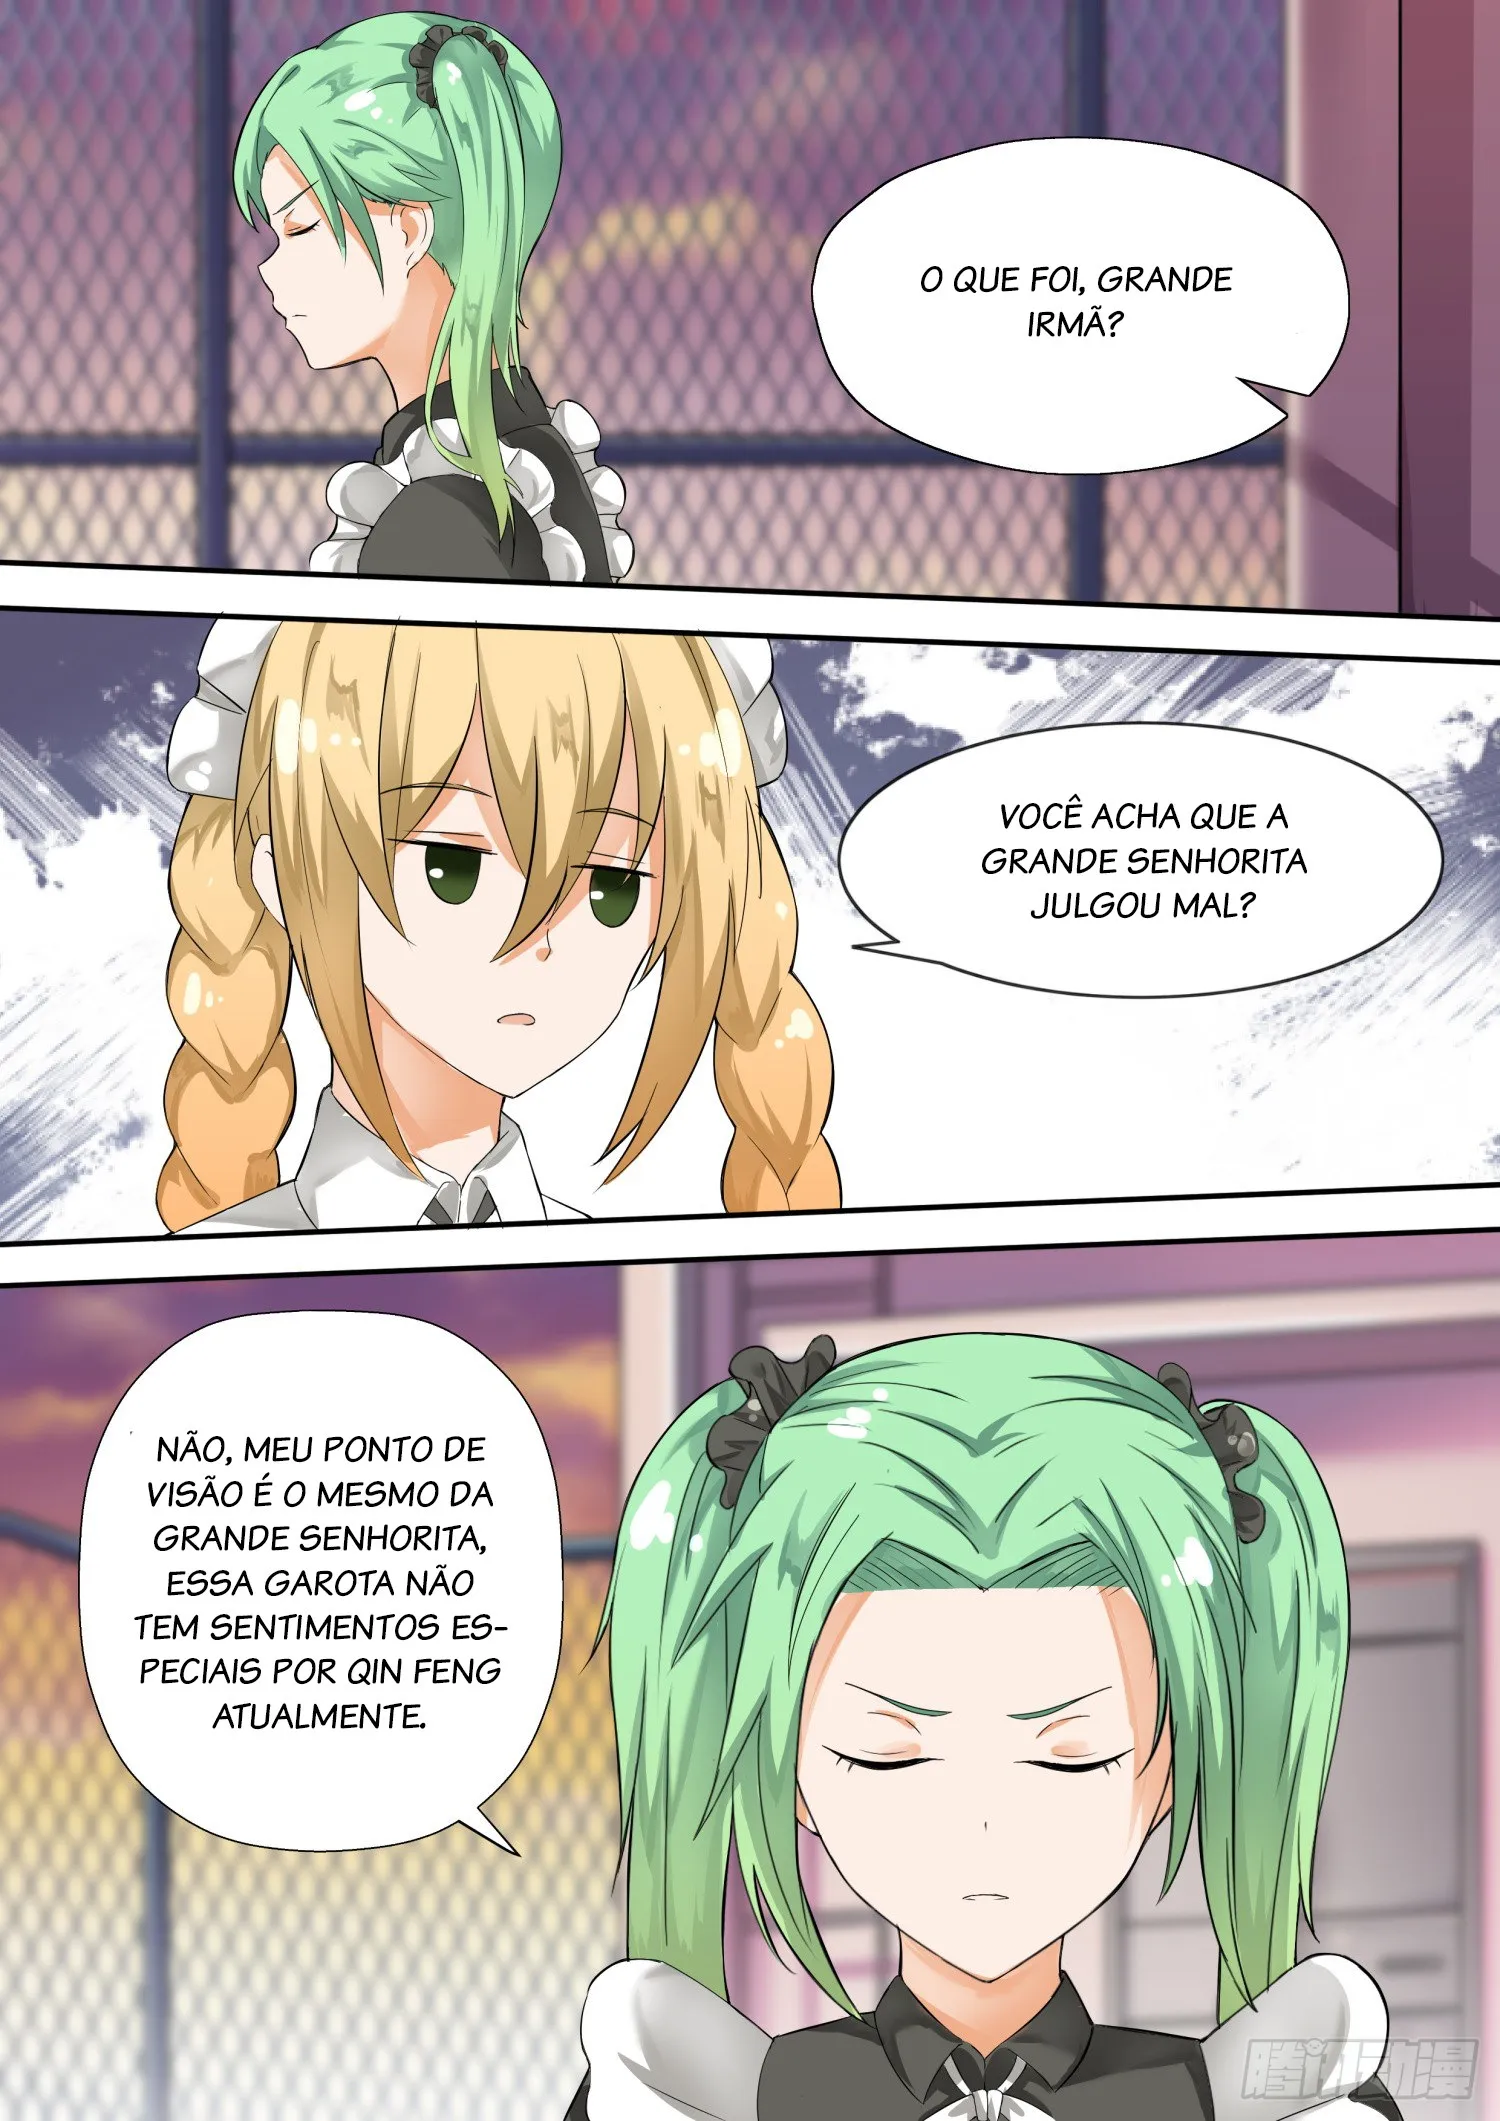 O QUE FOI, GRANDE
IRMÃ?
VOCÊ ACHA QUE A
GRANDE SENHORITA
JULGOU MAL?
NÃO, MEU PONTO DE
VISÃO É O MESMO DA
GRANDE SENHORITA,
ESSA GAROTA NÃO
TEM SENTIMENTOS ES-
PECIAIS POR QIN FENG
ATUALMENTE.
腾讯动漫